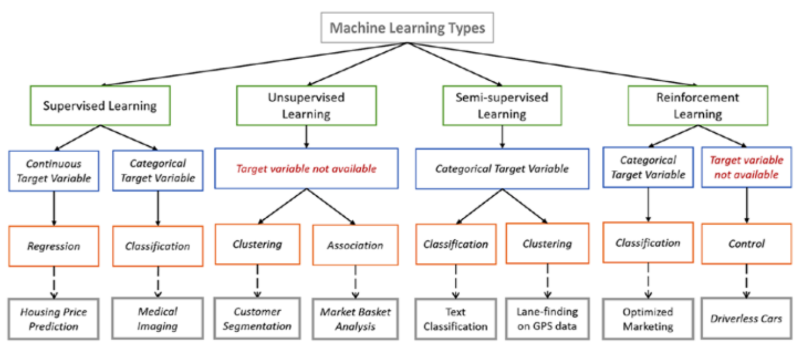 Machine Learning Types
Supervised Learning
Unsupervised
Learning
Semi-supervised
Learning
Reinforcement
Learning
Continuous
Target Variable
Categorical
Target Variable
Target variable not available
Categorical Target Variable
Categorical
Target Variable
Target variable
not available
Regression
Classification
Clustering
Association
Classification
Clustering
Classification
Control
Housing Price
Prediction
Medical
Imaging
Customer
Segmentation
Market Basket
Analysis
Text
Classification
Lane-finding
on GPS data
Optimized
Marketing
Driverless Cars